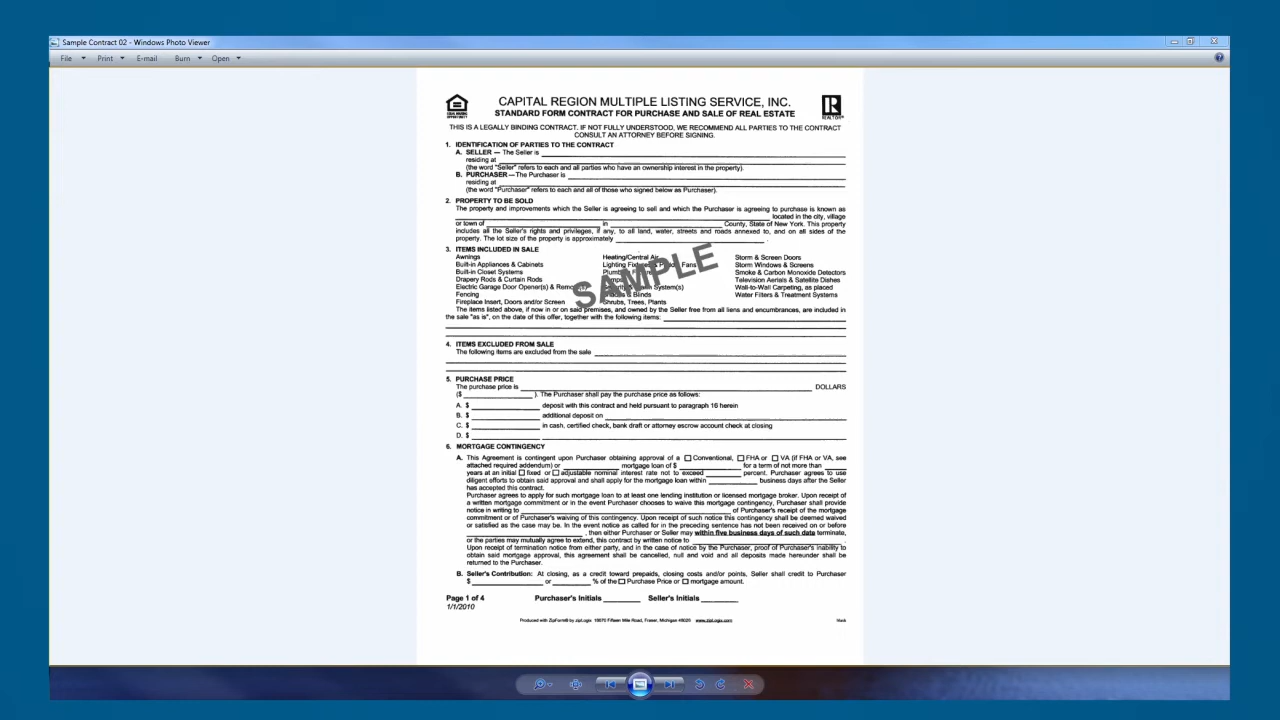 Sample Contract 02 - Windows Photo Viewer
File Print E-mail Burn Open
CAPITAL REGION MULTIPLE LISTING SERVICE, INC.
STANDARD FORM CONTRACT FOR PURCHASE AND SALE OF REAL ESTATE
EQUAL HOUSING
OPPORTUNITY
REALTOR®
THIS IS A LEGALLY BINDING CONTRACT. IF NOT FULLY UNDERSTOOD, WE RECOMMEND ALL PARTIES TO THE CONTRACT
CONSULT AN ATTORNEY BEFORE SIGNING.
1. IDENTIFICATION OF PARTIES TO THE CONTRACT
A. SELLER — The Seller is
residing at
(the word "Seller" refers to each and all parties who have an ownership interest in the property).
B. PURCHASER — The Purchaser is
residing at
(the word "Purchaser" refers to each and all of those who signed below as Purchaser).
2. PROPERTY TO BE SOLD
The property and improvements which the Seller is agreeing to sell and which the Purchaser is agreeing to purchase is known as
located in the city, village
or town of in County, State of New York. This property
includes all the Seller's rights and privileges, if any, to all land, water, streets and roads annexed to, and on all sides of the
property. The lot size of the property is approximately .
3. ITEMS INCLUDED IN SALE
Awnings Heating/Central Air Storm & Screen Doors
Built-in Appliances & Cabinets Lighting Fans Storm Windows & Screens
Built-in Closet Systems Smoke & Carbon Monoxide Detectors
Drapery Rods & Curtain Rods Television Aerials & Satellite Dishes
Electric Garage Door Opener(s) & System(s) Wall-to-Wall Carpeting, as placed
Fencing Blinds Water Filters & Treatment Systems
Fireplace Insert, Doors and/or Screen Shrubs, Trees, Plants
SAMPLE
The items listed above, if now in or on said premises, and owned by the Seller free from all liens and encumbrances, are included in
the sale "as is", on the date of this offer, together with the following items:
4. ITEMS EXCLUDED FROM SALE
The following items are excluded from the sale
5. PURCHASE PRICE
The purchase price is DOLLARS
($ ). The Purchaser shall pay the purchase price as follows:
A. $ deposit with this contract and held pursuant to paragraph 16 herein
B. $ additional deposit on
C. $ in cash, certified check, bank draft or attorney escrow account check at closing
D. $
6. MORTGAGE CONTINGENCY
A. This Agreement is contingent upon Purchaser obtaining approval of a ☐ Conventional, ☐ FHA or ☐ VA (if FHA or VA, see
attached required addendum) or mortgage loan of $ for a term of not more than
years at an initial ☐ fixed or ☐ adjustable nominal interest rate not to exceed percent. Purchaser agrees to use
diligent efforts to obtain said approval and shall apply for the mortgage loan within business days after the Seller
has accepted this contract.
Purchaser agrees to apply for such mortgage loan to at least one lending institution or licensed mortgage broker. Upon receipt of
a written mortgage commitment or in the event Purchaser chooses to waive this mortgage contingency, Purchaser shall provide
notice in writing to of Purchaser's receipt of the mortgage
commitment or of Purchaser's waiving of this contingency. Upon receipt of such notice this contingency shall be deemed waived
or satisfied as the case may be. In the event notice as called for in the preceding sentence has not been received on or before
, then either Purchaser or Seller may within five business days of such date terminate,
or the parties may mutually agree to extend, this contract by written notice to .
Upon receipt of termination notice from either party, and in the case of notice by the Purchaser, proof of Purchaser's inability to
obtain said mortgage approval, this agreement shall be cancelled, null and void and all deposits made hereunder shall be
returned to the Purchaser.
B. Seller's Contribution: At closing, as a credit toward prepaids, closing costs and/or points, Seller shall credit to Purchaser
$ or % of the ☐ Purchase Price or ☐ mortgage amount.
Page 1 of 4 Purchaser's Initials Seller's Initials
1/1/2010
Produced with ZipForm® by zipLogix 18070 Fifteen Mile Road, Fraser, Michigan 48026 www.zipLogix.com